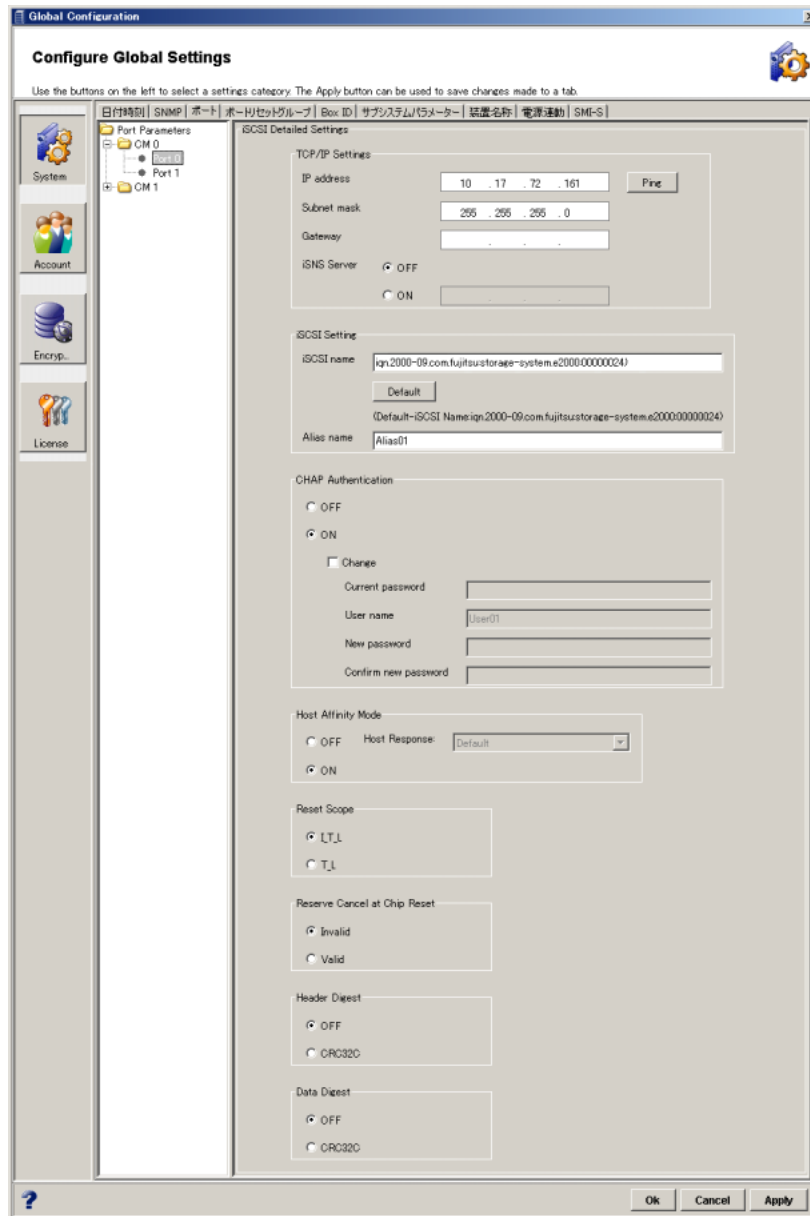 Global Configuration
Configure Global Settings
Use the buttons on the left to select a settings category. The Apply button can be used to save changes made to a tab.
日付時刻 SNMP ポート ポートリセットグループ Box ID サブシステムパラメーター 装置名称 電源連動 SMI-S
System
Account
Encryp...
License
Port Parameters
CM 0
Port 0
Port 1
CM 1
iSCSI Detailed Settings
TCP/IP Settings
IP address 10 . 17 . 72 . 161 Ping
Subnet mask 255 . 255 . 255 . 0
Gateway . . .
iSNS Server OFF
ON . . .
iSCSI Setting
iSCSI name iqn.2000-09.com.fujitsu:storage-system.e2000:00000024)
Default
(Default-iSCSI Name:iqn.2000-09.com.fujitsu:storage-system.e2000:00000024)
Alias name Alias01
CHAP Authentication
OFF
ON
Change
Current password
User name User01
New password
Confirm new password
Host Affinity Mode
OFF Host Response: Default
ON
Reset Scope
I_T_L
T_L
Reserve Cancel at Chip Reset
Invalid
Valid
Header Digest
OFF
CRC32C
Data Digest
OFF
CRC32C
? Ok Cancel Apply